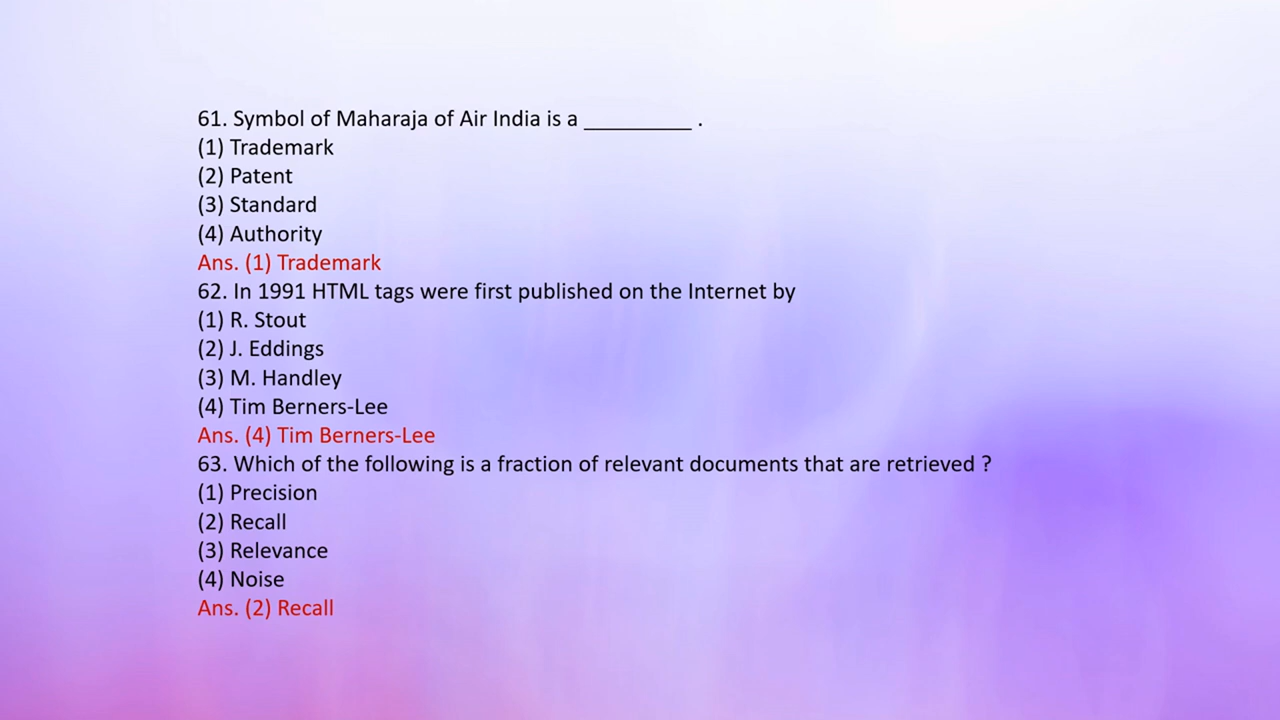 61. Symbol of Maharaja of Air India is a _________ .
(1) Trademark
(2) Patent
(3) Standard
(4) Authority
Ans. (1) Trademark
62. In 1991 HTML tags were first published on the Internet by
(1) R. Stout
(2) J. Eddings
(3) M. Handley
(4) Tim Berners-Lee
Ans. (4) Tim Berners-Lee
63. Which of the following is a fraction of relevant documents that are retrieved ?
(1) Precision
(2) Recall
(3) Relevance
(4) Noise
Ans. (2) Recall